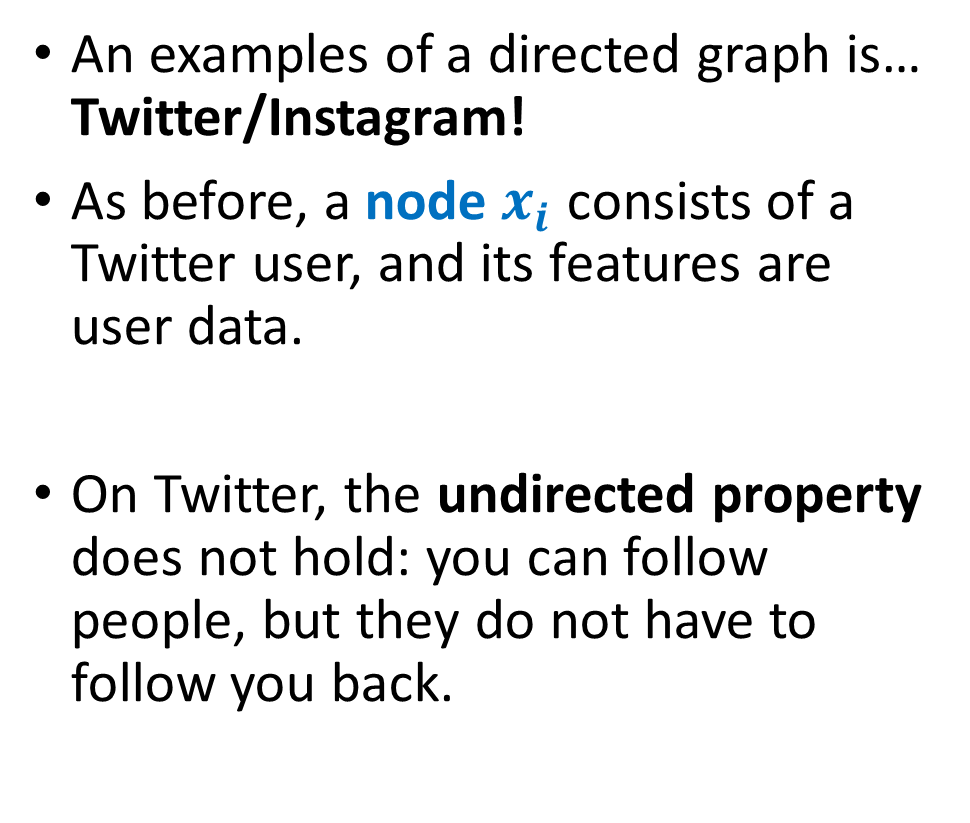 • An examples of a directed graph is…
Twitter/Instagram!
• As before, a node xᵢ consists of a
Twitter user, and its features are
user data.
• On Twitter, the undirected property
does not hold: you can follow
people, but they do not have to
follow you back.